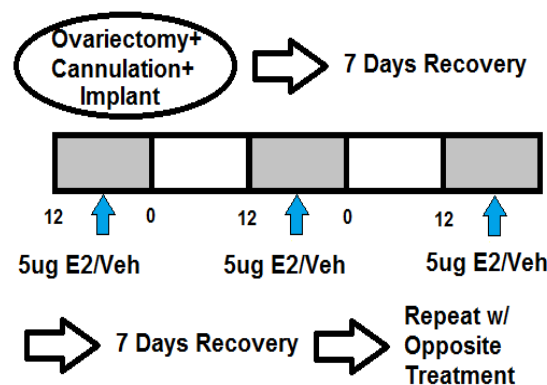 Ovariectomy+
Cannulation+
Implant
7 Days Recovery
12 0 12 0 12
5ug E2/Veh 5ug E2/Veh 5ug E2/Veh
7 Days Recovery
Repeat w/
Opposite
Treatment